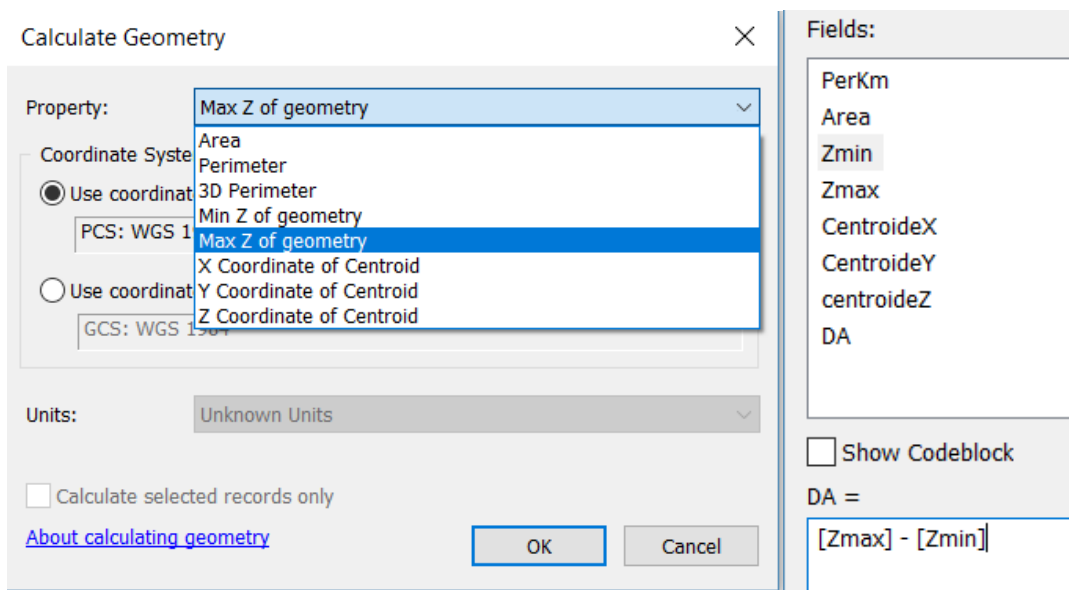 Calculate Geometry
Property:
Max Z of geometry
Area
Perimeter
3D Perimeter
Min Z of geometry
Max Z of geometry
X Coordinate of Centroid
Y Coordinate of Centroid
Z Coordinate of Centroid
Coordinate Syste
Use coordinat
PCS: WGS 1
Use coordinat
GCS: WGS 1984
Units:
Unknown Units
Calculate selected records only
About calculating geometry
OK
Cancel
Fields:
PerKm
Area
Zmin
Zmax
CentroideX
CentroideY
centroideZ
DA
Show Codeblock
DA =
[Zmax] - [Zmin]